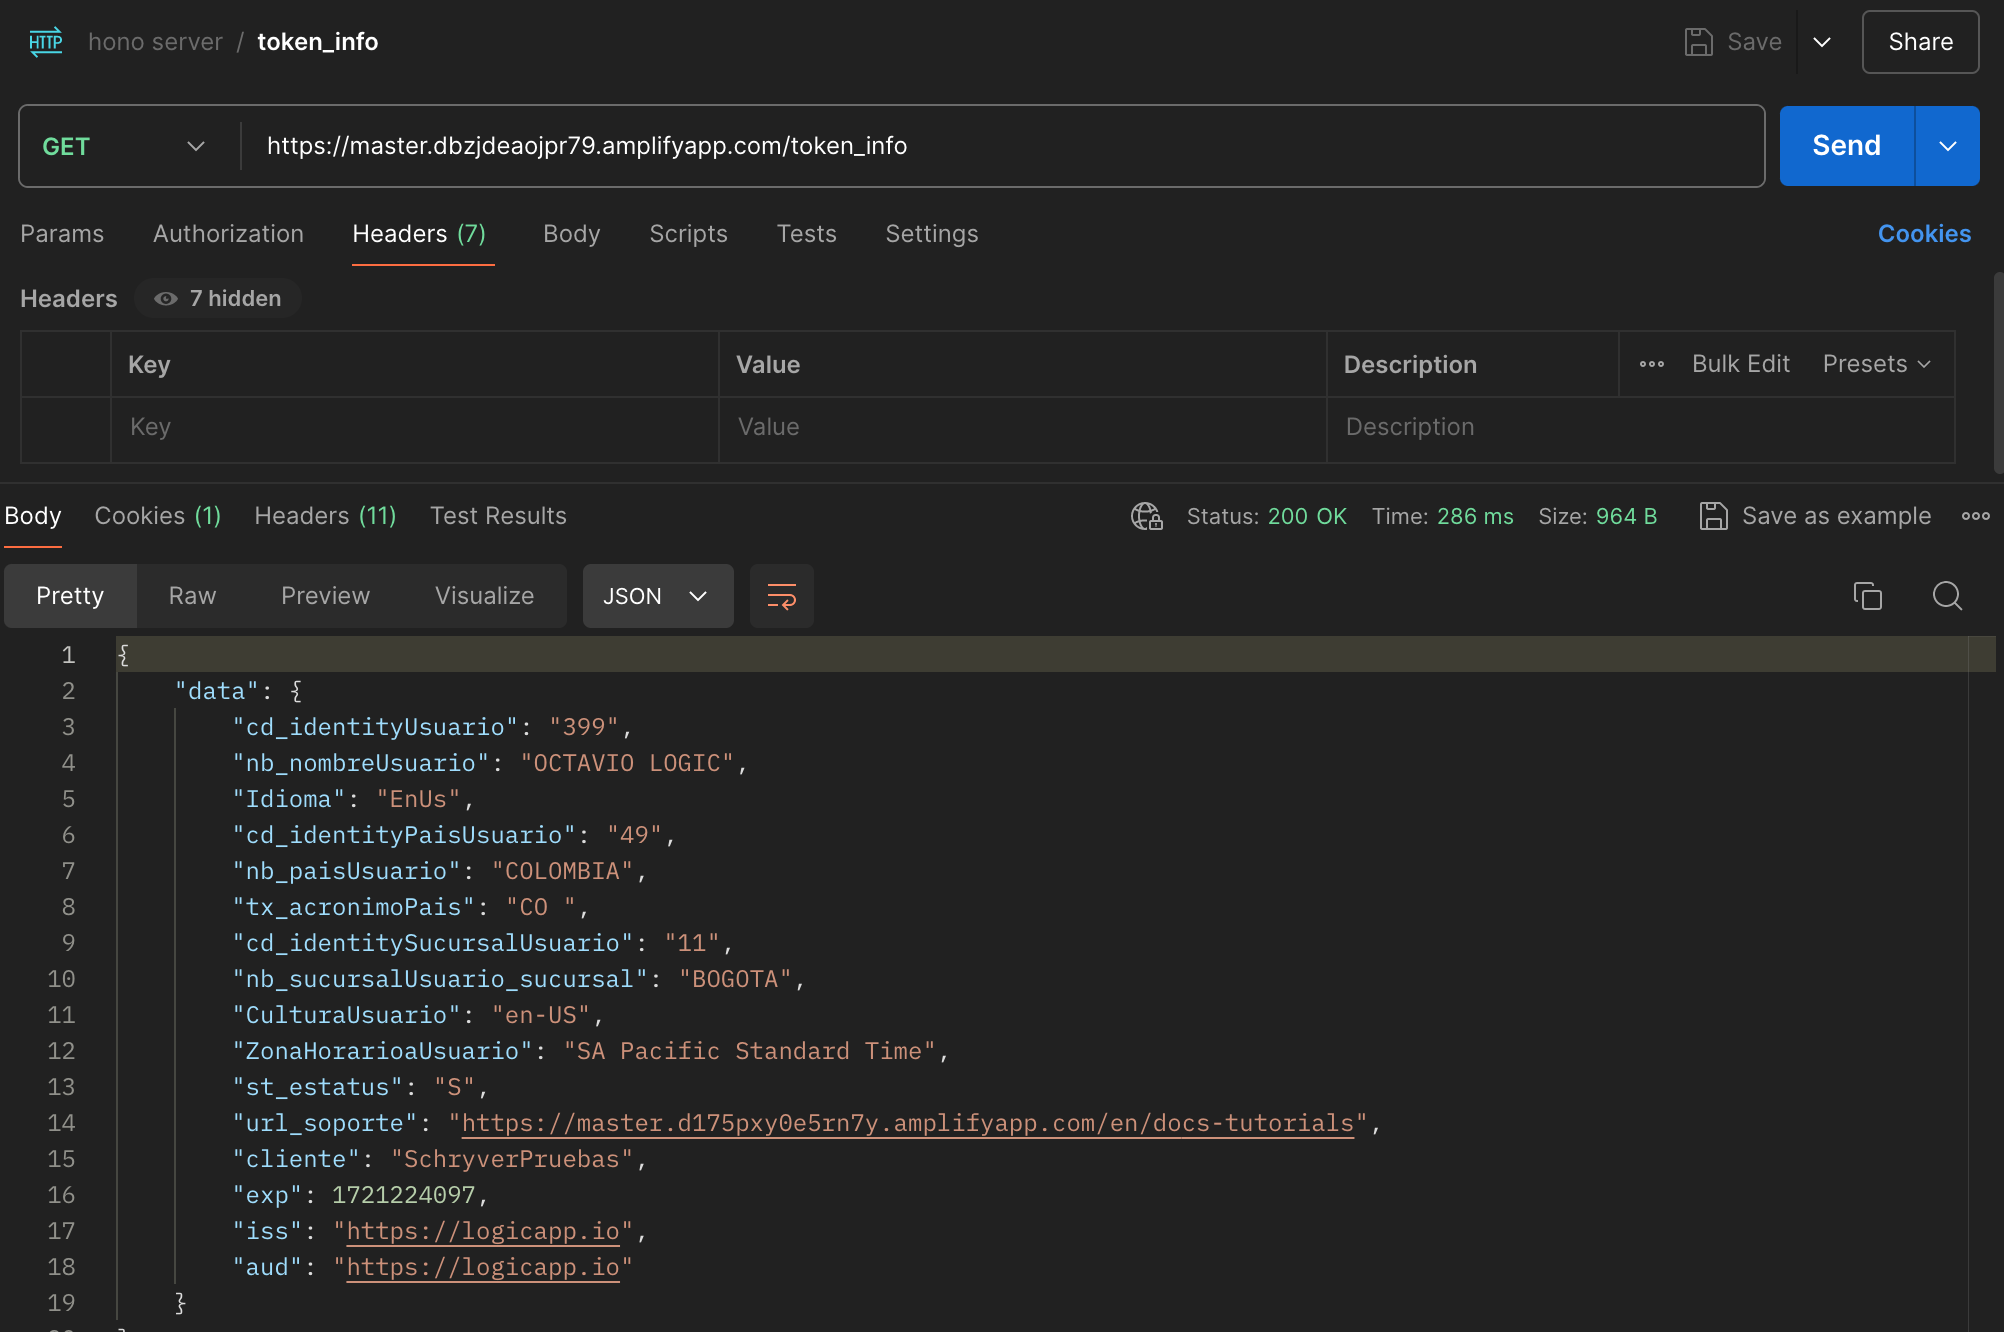 HTTP hono server / token_info Save Share
GET https://master.dbzjdeaojpr79.amplifyapp.com/token_info Send
Params Authorization Headers (7) Body Scripts Tests Settings Cookies
Headers 7 hidden
Key Value Description Bulk Edit Presets
Key Value Description
Body Cookies (1) Headers (11) Test Results Status: 200 OK Time: 286 ms Size: 964 B Save as example
Pretty Raw Preview Visualize JSON
1 {
2 "data": {
3 "cd_identityUsuario": "399",
4 "nb_nombreUsuario": "OCTAVIO LOGIC",
5 "Idioma": "EnUs",
6 "cd_identityPaisUsuario": "49",
7 "nb_paisUsuario": "COLOMBIA",
8 "tx_acronimoPais": "CO ",
9 "cd_identitySucursalUsuario": "11",
10 "nb_sucursalUsuario_sucursal": "BOGOTA",
11 "CulturaUsuario": "en-US",
12 "ZonaHorarioaUsuario": "SA Pacific Standard Time",
13 "st_estatus": "S",
14 "url_soporte": "https://master.d175pxy0e5rn7y.amplifyapp.com/en/docs-tutorials",
15 "cliente": "SchryverPruebas",
16 "exp": 1721224097,
17 "iss": "https://logicapp.io",
18 "aud": "https://logicapp.io"
19 }